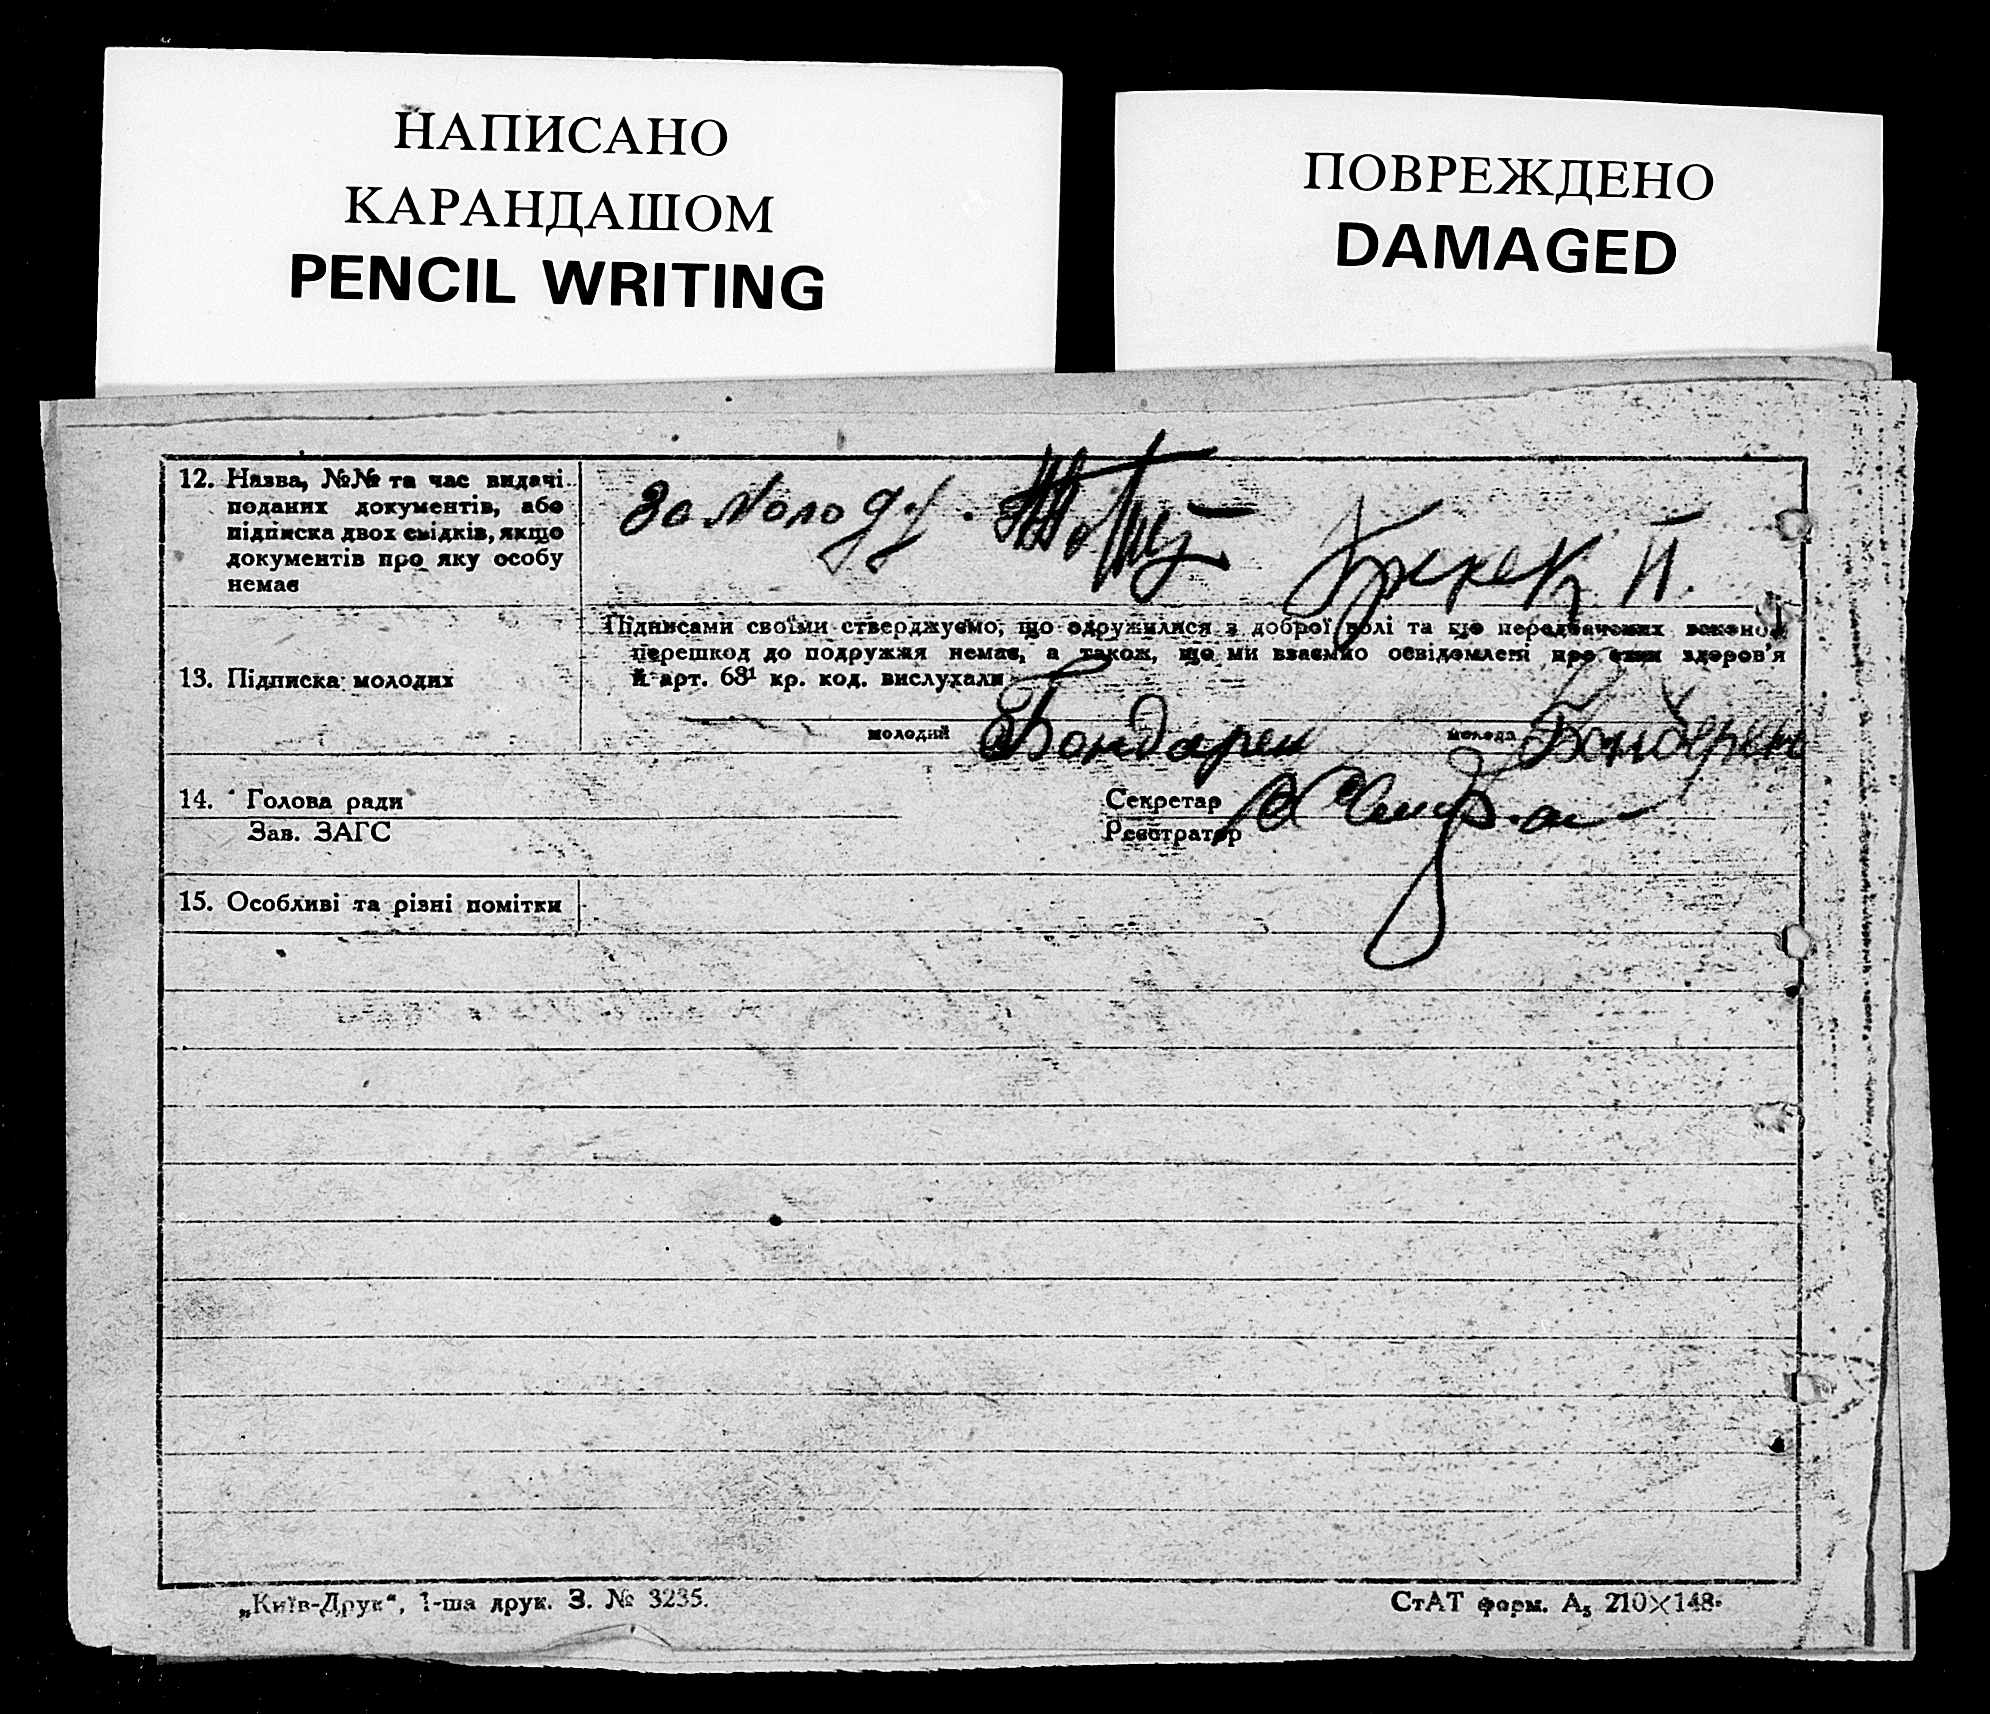 НАПИСАНО
КАРАНДАШОМ
PENCIL WRITING
ПОВРЕЖДЕНО
DAMAGED
12. Назва, №№ та час видачі
поданих документів, або
підписка двох свідків, якщо
документів про яку особу
немає
За молоду.
П.
13. Підписка молодих
Підписами своїми стверджуємо, що одружилися з доброї волі та що передбачених законом
перешкод до подружжя немає, а також, що ми взаємно освідомлені про стан здоров'я
й арт. 68¹ кр. код. вислухали
молодий Бондарен
молода Бондарен
14. Голова ради
Зав. ЗАГС
Секретар
Реєстратор
15. Особливі та різні помітки
„Київ-Друк“, 1-ша друк. З. № 3235.
СтАТ форм. А₅ 210×148.